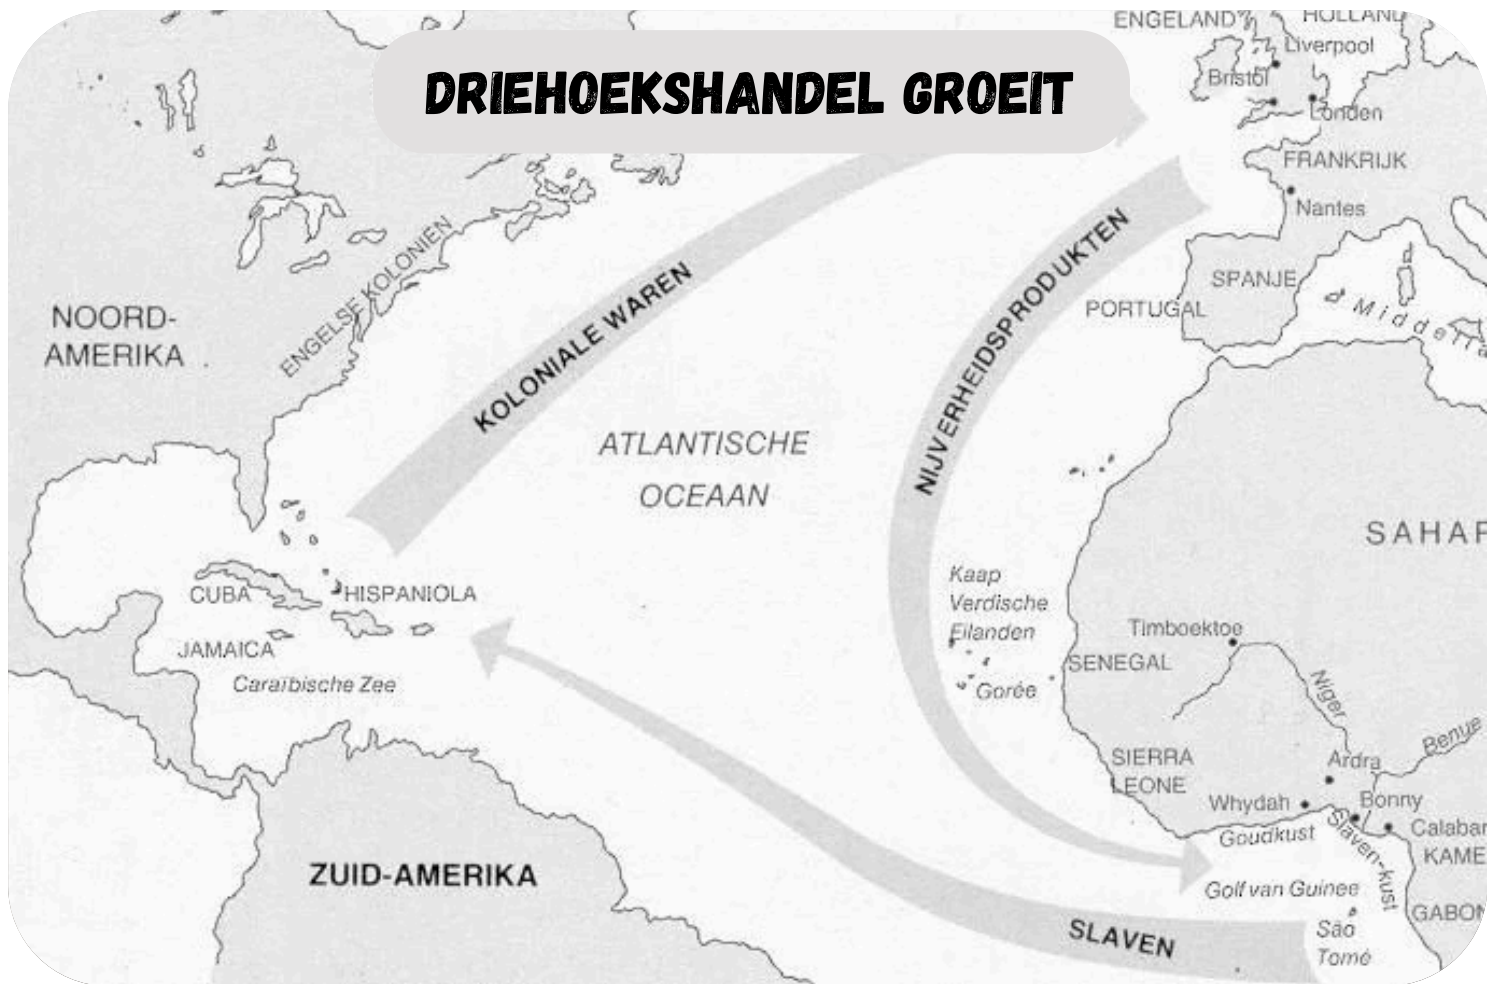 DRIEHOEKSHANDEL GROEIT
ENGELAND
HOLLAND
Liverpool
Bristol
Londen
FRANKRIJK
Nantes
SPANJE
PORTUGAL
Middella
NOORD-
AMERIKA
ENGELSE KOLONIËN
KOLONIALE WAREN
NIJVERHEIDSPRODUKTEN
ATLANTISCHE
OCEAAN
SAHAR
CUBA
HISPANIOLA
JAMAICA
Caraïbische Zee
Kaap
Verdische
Eilanden
Gorée
Timboektoe
SENEGAL
Niger
Benue
SIERRA
LEONE
Ardra
Whydah
Bonny
Goudkust
Slaven-kust
Calabar
KAME
Golf van Guinee
GABON
São
Tomé
ZUID-AMERIKA
SLAVEN